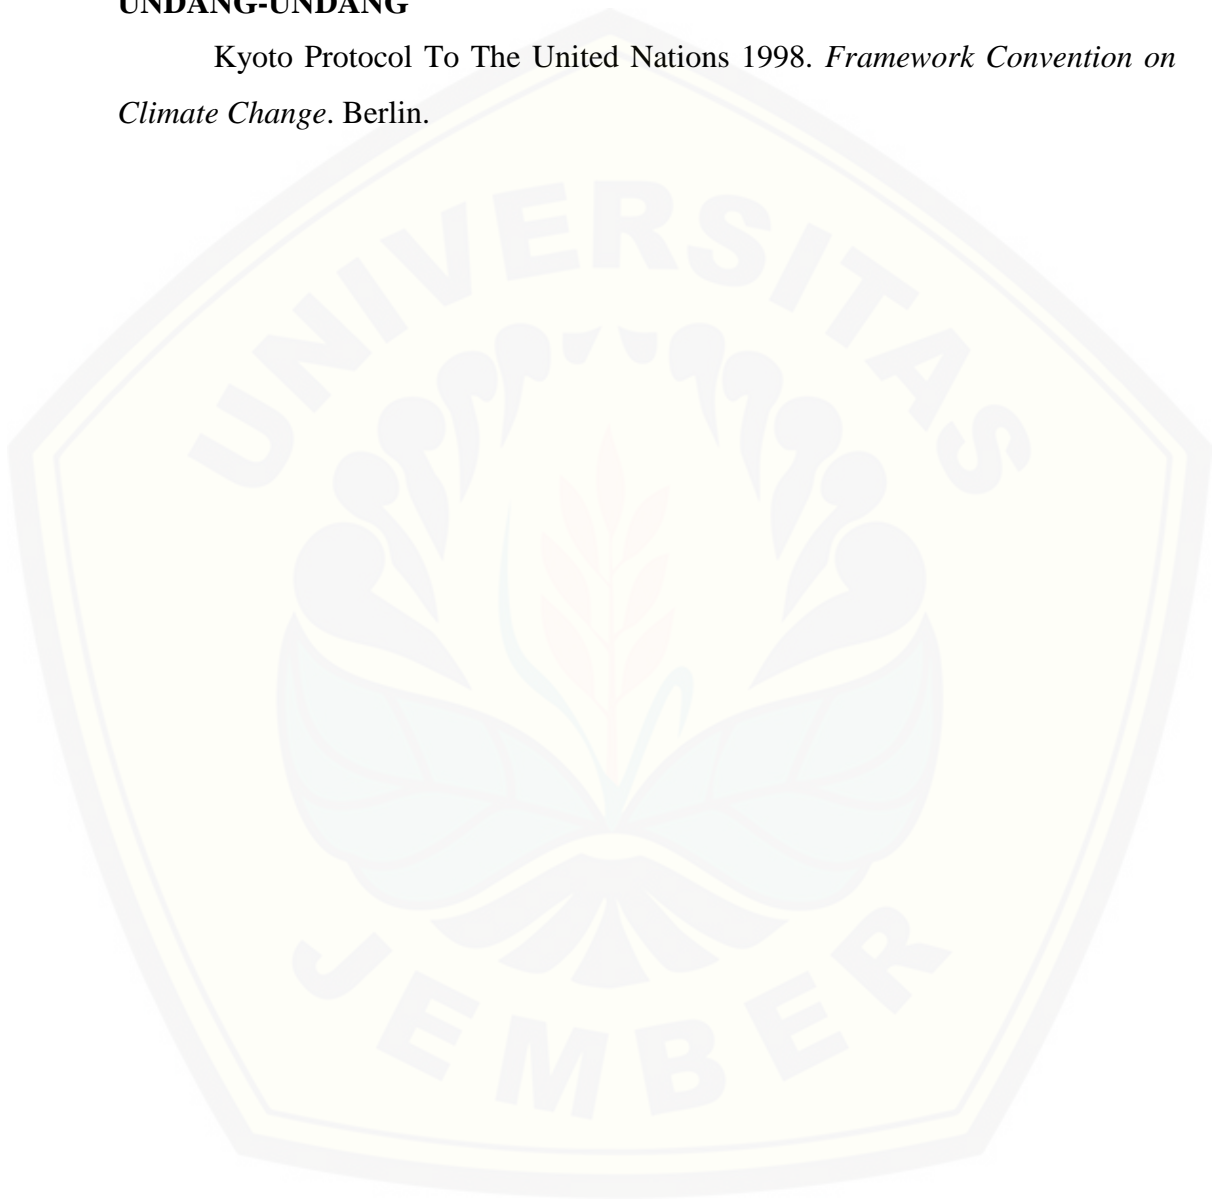 UNDANG-UNDANG
Kyoto Protocol To The United Nations 1998. Framework Convention on
Climate Change. Berlin.
UNIVERSITAS
JEMBER